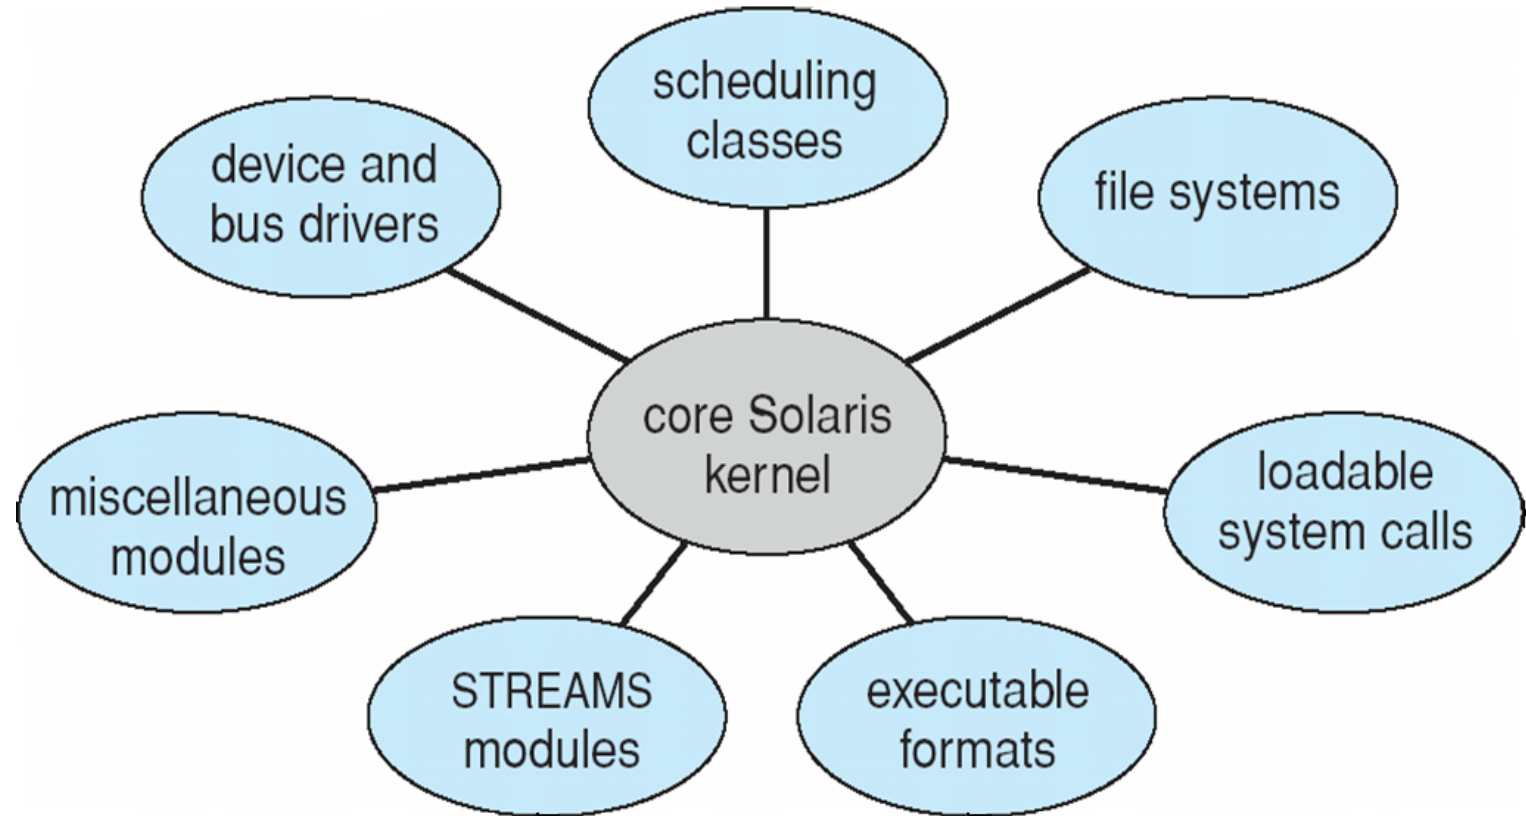 scheduling
classes
device and
bus drivers
file systems
core Solaris
kernel
loadable
system calls
miscellaneous
modules
STREAMS
modules
executable
formats